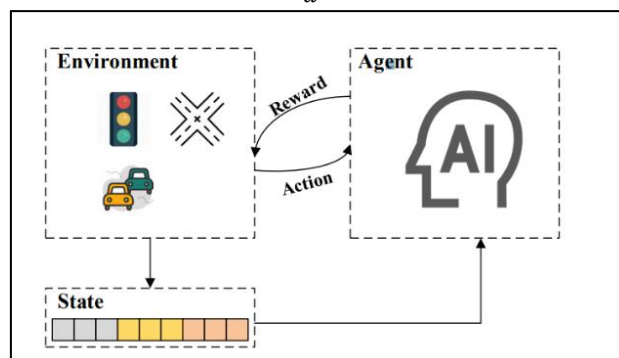 Environment
Agent
Reward
Action
AI
State